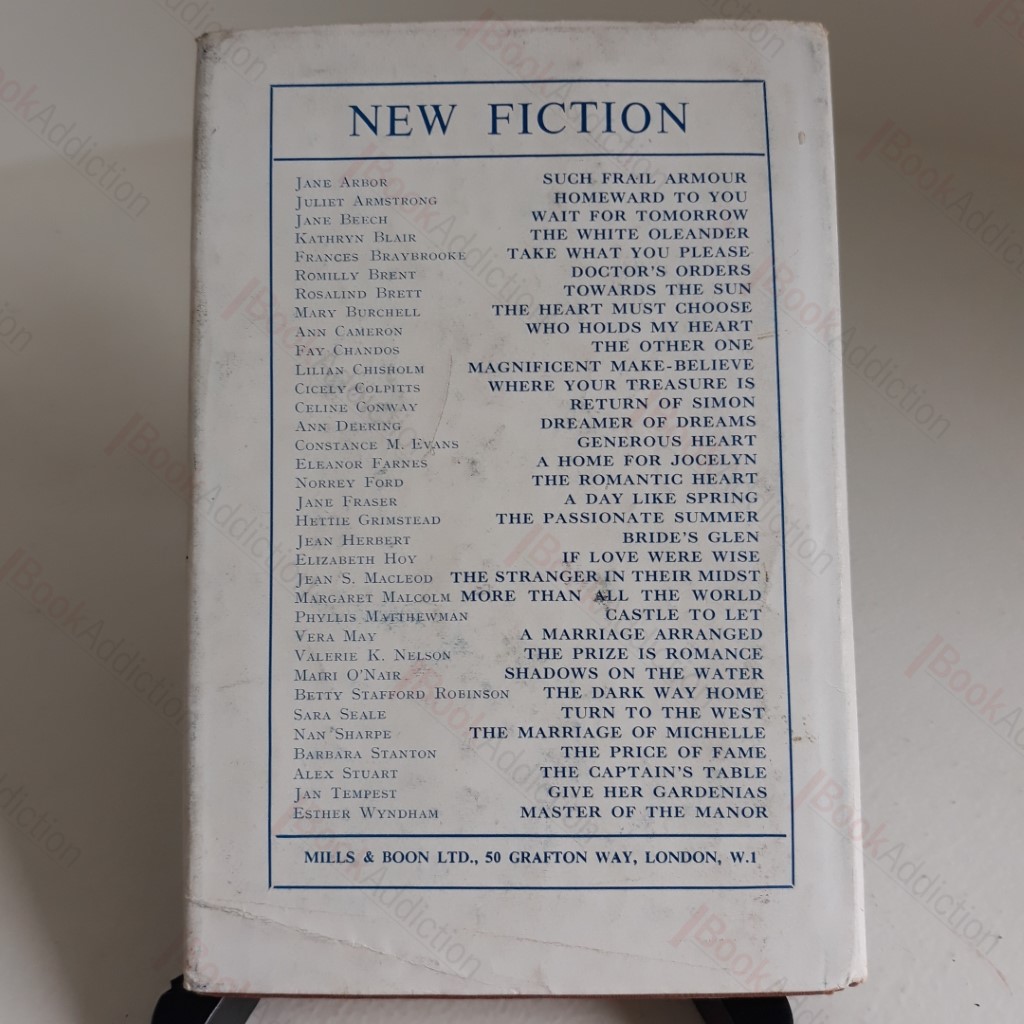 NEW FICTION
JANE ARBOR SUCH FRAIL ARMOUR
JULIET ARMSTRONG HOMEWARD TO YOU
JANE BEECH WAIT FOR TOMORROW
KATHRYN BLAIR THE WHITE OLEANDER
FRANCES BRAYBROOKE TAKE WHAT YOU PLEASE
ROMILLY BRENT DOCTOR'S ORDERS
ROSALIND BRETT TOWARDS THE SUN
MARY BURCHELL THE HEART MUST CHOOSE
ANN CAMERON WHO HOLDS MY HEART
FAY CHANDOS THE OTHER ONE
LILIAN CHISHOLM MAGNIFICENT MAKE-BELIEVE
CICELY COLPITTS WHERE YOUR TREASURE IS
CELINE CONWAY RETURN OF SIMON
ANN DEERING DREAMER OF DREAMS
CONSTANCE M. EVANS GENEROUS HEART
ELEANOR FARNES A HOME FOR JOCELYN
NORREY FORD THE ROMANTIC HEART
JANE FRASER A DAY LIKE SPRING
HETTIE GRIMSTEAD THE PASSIONATE SUMMER
JEAN HERBERT BRIDE'S GLEN
ELIZABETH HOY IF LOVE WERE WISE
JEAN S. MACLEOD THE STRANGER IN THEIR MIDST
MARGARET MALCOLM MORE THAN ALL THE WORLD
PHYLLIS MATTHEWMAN CASTLE TO LET
VERA MAY A MARRIAGE ARRANGED
VALERIE K. NELSON THE PRIZE IS ROMANCE
MAIRI O'NAIR SHADOWS ON THE WATER
BETTY STAFFORD ROBINSON THE DARK WAY HOME
SARA SEALE TURN TO THE WEST
NAN SHARPE THE MARRIAGE OF MICHELLE
BARBARA STANTON THE PRICE OF FAME
ALEX STUART THE CAPTAIN'S TABLE
JAN TEMPEST GIVE HER GARDENIAS
ESTHER WYNDHAM MASTER OF THE MANOR
MILLS & BOON LTD., 50 GRAFTON WAY, LONDON, W.1
BookAddiction